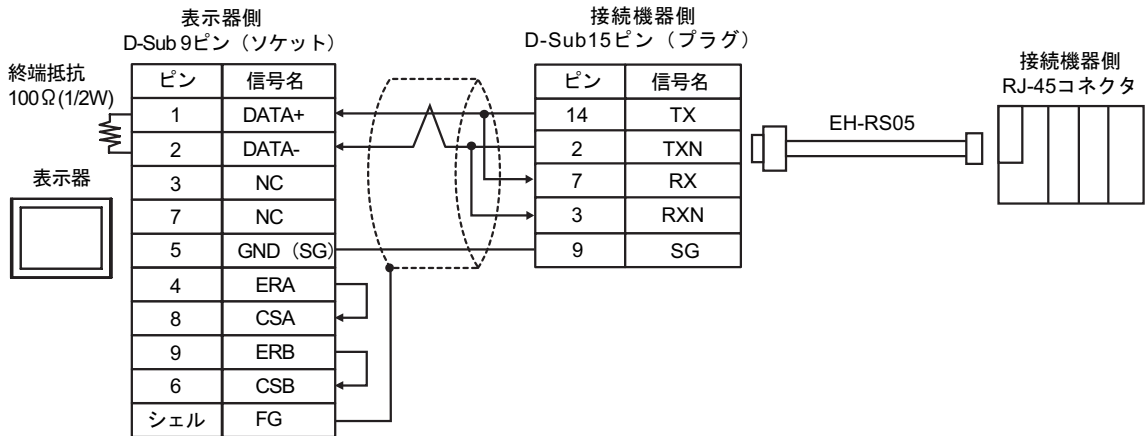 表示器側
D-Sub 9ピン（ソケット）
接続機器側
D-Sub15ピン（プラグ）
接続機器側
RJ-45コネクタ
終端抵抗
100Ω(1/2W)
表示器
ピン 信号名
1 DATA+
2 DATA-
3 NC
7 NC
5 GND（SG）
4 ERA
8 CSA
9 ERB
6 CSB
シェル FG
ピン 信号名
14 TX
2 TXN
7 RX
3 RXN
9 SG
EH-RS05